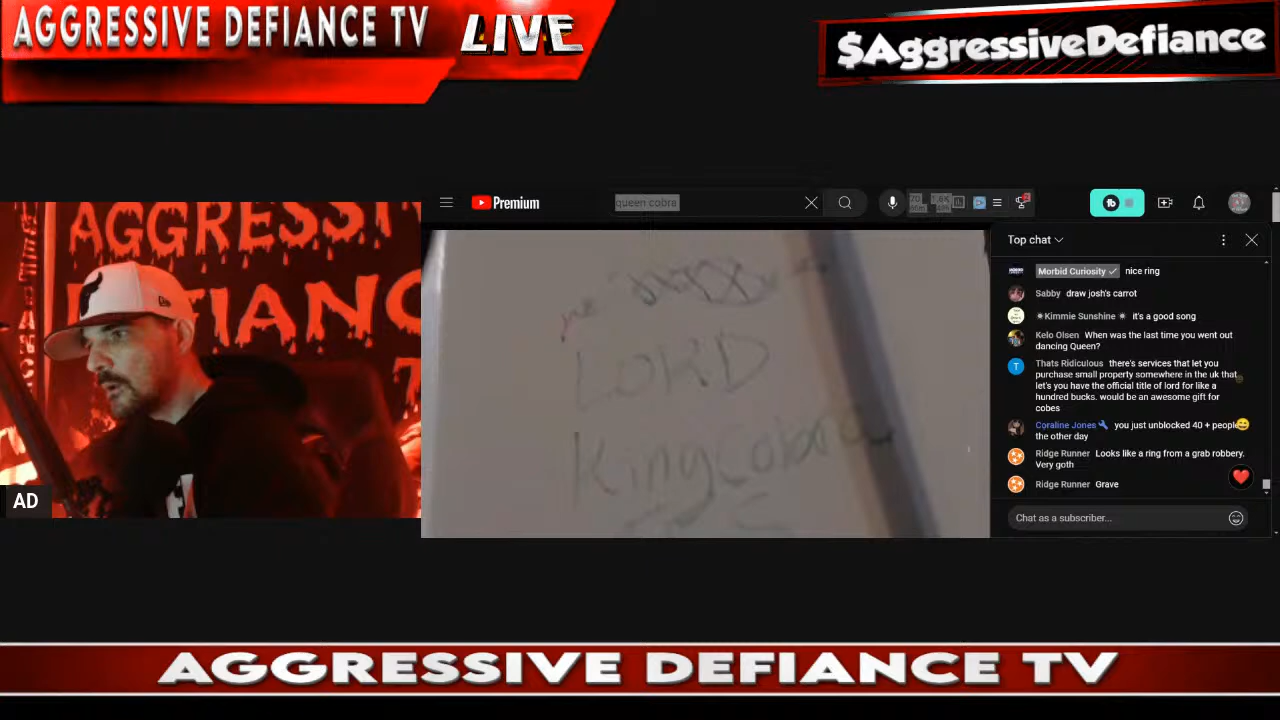 AGGRESSIVE DEFIANCE TV
LIVE
$AggressiveDefiance
Premium
queen cobra
AGGRESSIVE
DEFIANCE
AD
LORD
KingCobra
Top chat
Morbid Curiosity nice ring
Sabby draw josh's carrot
☀Kimmie Sunshine ☀ it's a good song
Kelo Olsen When was the last time you went out
dancing Queen?
T
Thats Ridiculous there's services that let you
purchase small property somewhere in the uk that
let's you have the official title of lord for like a
hundred bucks. would be an awesome gift for
cobes
Coraline Jones you just unblocked 40 + people
the other day
Ridge Runner Looks like a ring from a grab robbery.
Very goth
Ridge Runner Grave
Chat as a subscriber...
AGGRESSIVE DEFIANCE TV